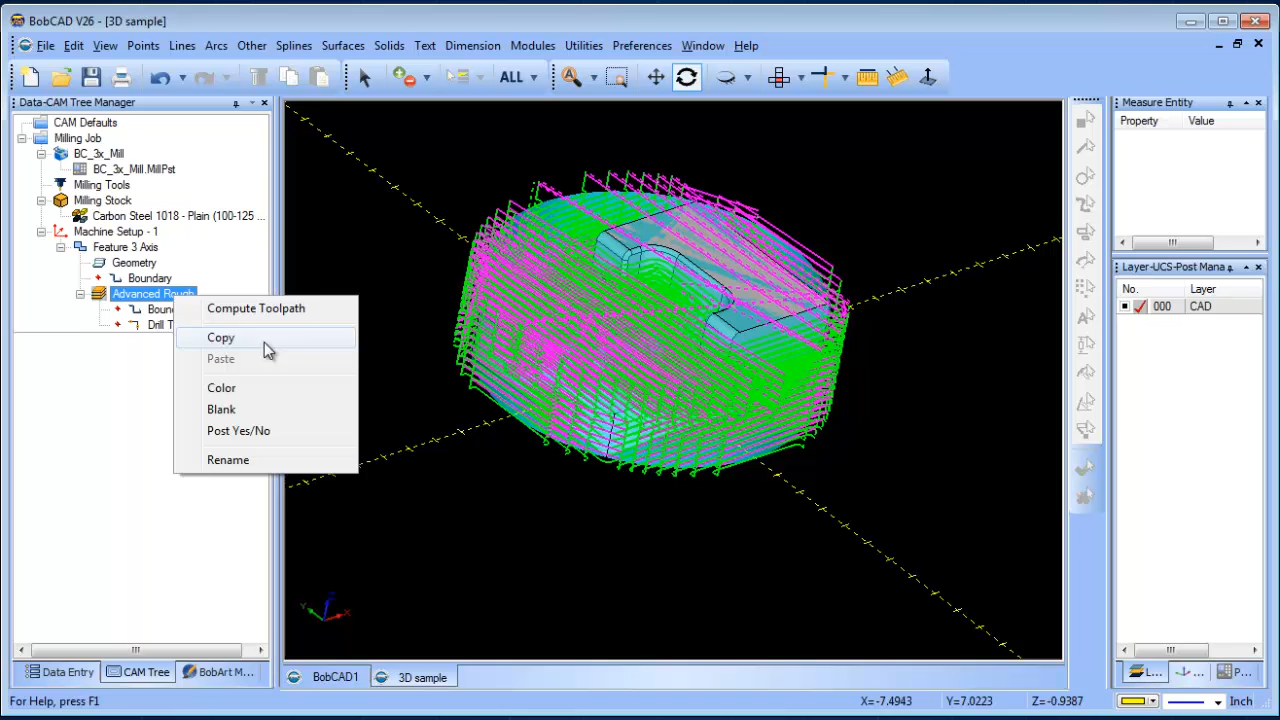 BobCAD V26 - [3D sample]
File Edit View Points Lines Arcs Other Splines Surfaces Solids Text Dimension Modules Utilities Preferences Window Help
ALL
Data-CAM Tree Manager
CAM Defaults
Milling Job
BC_3x_Mill
BC_3x_Mill.MillPst
Milling Tools
Milling Stock
Carbon Steel 1018 - Plain (100-125 ...
Machine Setup - 1
Feature 3 Axis
Geometry
Boundary
Advanced Rough
Boun
Drill T
Compute Toolpath
Copy
Paste
Color
Blank
Post Yes/No
Rename
Z
Y
X
Measure Entity
Property Value
Layer-UCS-Post Mana
No. Layer
000 CAD
Data Entry CAM Tree BobArt M...
BobCAD1 3D sample
L... ... P...
For Help, press F1
X=-7.4943 Y=7.0223 Z=-0.9387
Inch